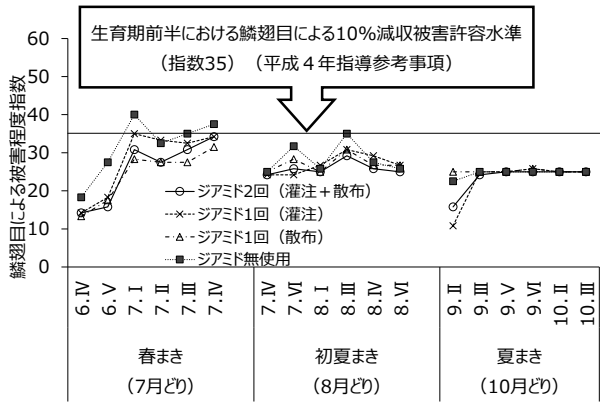 生育期前半における鱗翅目による10％減収被害許容水準
（指数35）（平成４年指導参考事項）
鱗翅目による被害程度指数
60
50
40
30
20
10
0
ジアミド2回（灌注＋散布）
ジアミド1回（灌注）
ジアミド1回（散布）
ジアミド無使用
6.Ⅳ 6.Ⅴ 7.Ⅰ 7.Ⅱ 7.Ⅲ 7.Ⅳ 7.Ⅳ 7.Ⅵ 8.Ⅰ 8.Ⅲ 8.Ⅳ 8.Ⅵ 9.Ⅱ 9.Ⅲ 9.Ⅴ 9.Ⅵ 10.Ⅱ 10.Ⅲ
春まき 初夏まき 夏まき
（7月どり） （8月どり） （10月どり）